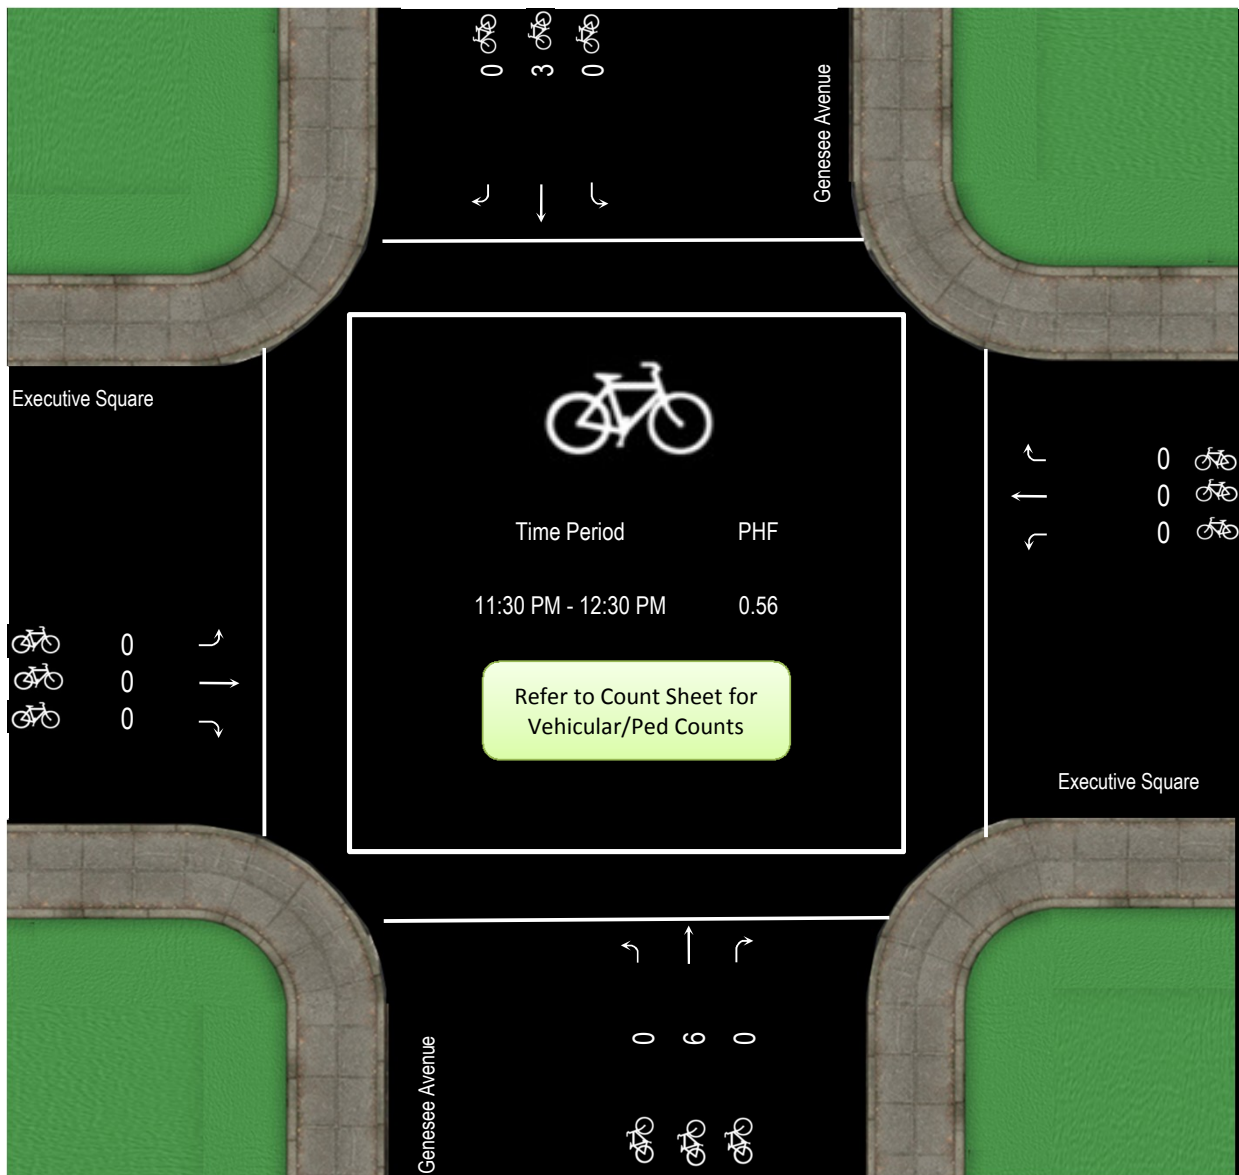 0 3 0
Genesee Avenue
Executive Square
0
0
0
Time Period PHF
11:30 PM - 12:30 PM 0.56
0
0
0
Refer to Count Sheet for
Vehicular/Ped Counts
Executive Square
0 6 0
Genesee Avenue